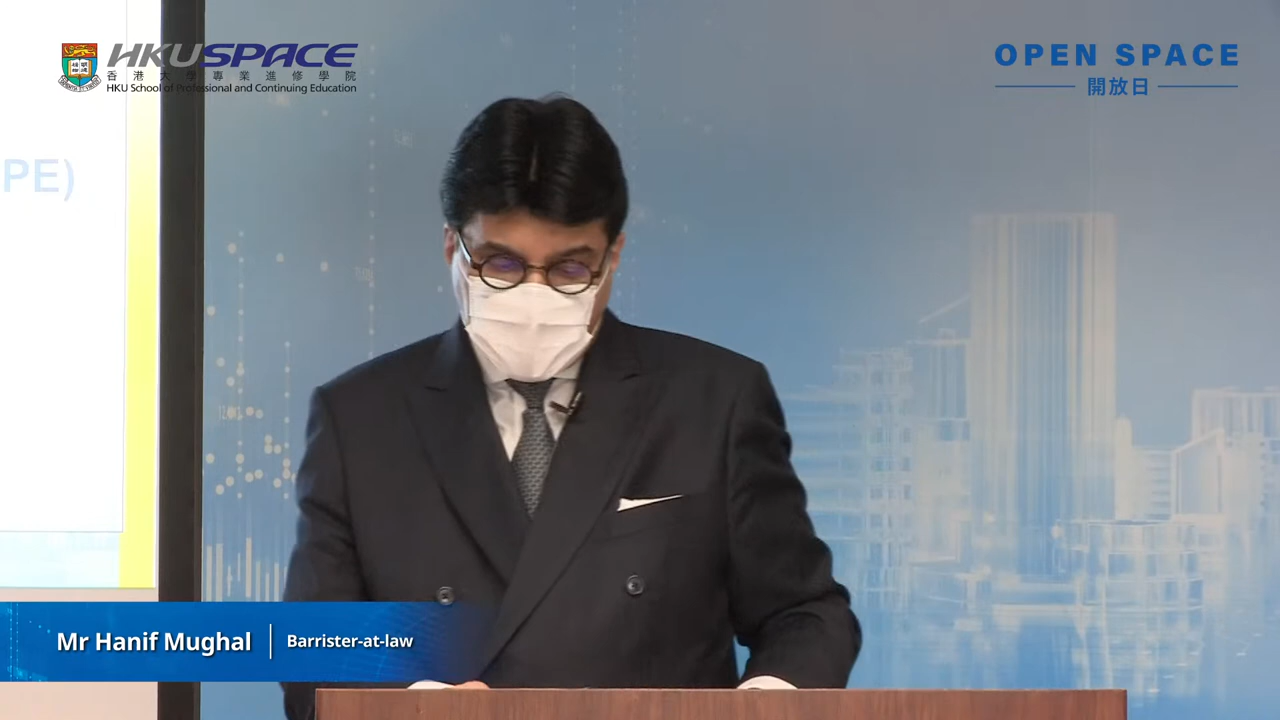 HKUSPACE
香港大學專業進修學院
HKU School of Professional and Continuing Education
OPEN SPACE
開放日
PE)
Mr Hanif Mughal
Barrister-at-law